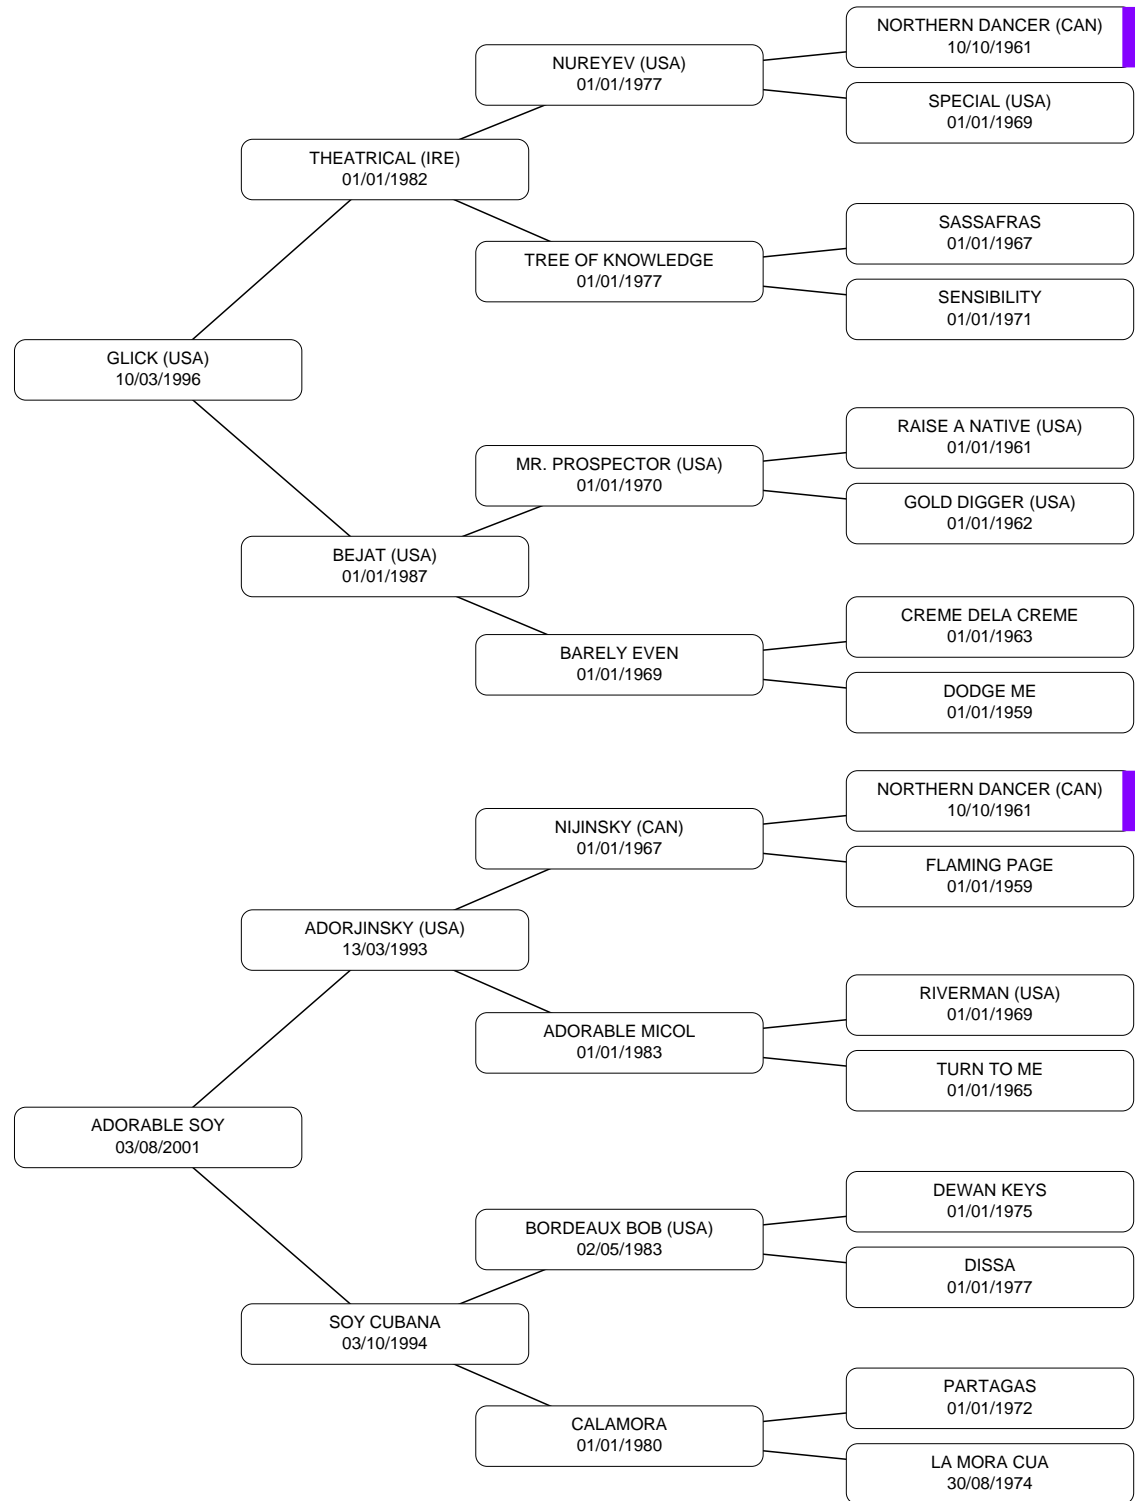 NORTHERN DANCER (CAN)
10/10/1961
NUREYEV (USA)
01/01/1977
SPECIAL (USA)
01/01/1969
THEATRICAL (IRE)
01/01/1982
SASSAFRAS
01/01/1967
TREE OF KNOWLEDGE
01/01/1977
SENSIBILITY
01/01/1971
GLICK (USA)
10/03/1996
RAISE A NATIVE (USA)
01/01/1961
MR. PROSPECTOR (USA)
01/01/1970
GOLD DIGGER (USA)
01/01/1962
BEJAT (USA)
01/01/1987
CREME DELA CREME
01/01/1963
BARELY EVEN
01/01/1969
DODGE ME
01/01/1959
NORTHERN DANCER (CAN)
10/10/1961
NIJINSKY (CAN)
01/01/1967
FLAMING PAGE
01/01/1959
ADORJINSKY (USA)
13/03/1993
RIVERMAN (USA)
01/01/1969
ADORABLE MICOL
01/01/1983
TURN TO ME
01/01/1965
ADORABLE SOY
03/08/2001
DEWAN KEYS
01/01/1975
BORDEAUX BOB (USA)
02/05/1983
DISSA
01/01/1977
SOY CUBANA
03/10/1994
PARTAGAS
01/01/1972
CALAMORA
01/01/1980
LA MORA CUA
30/08/1974